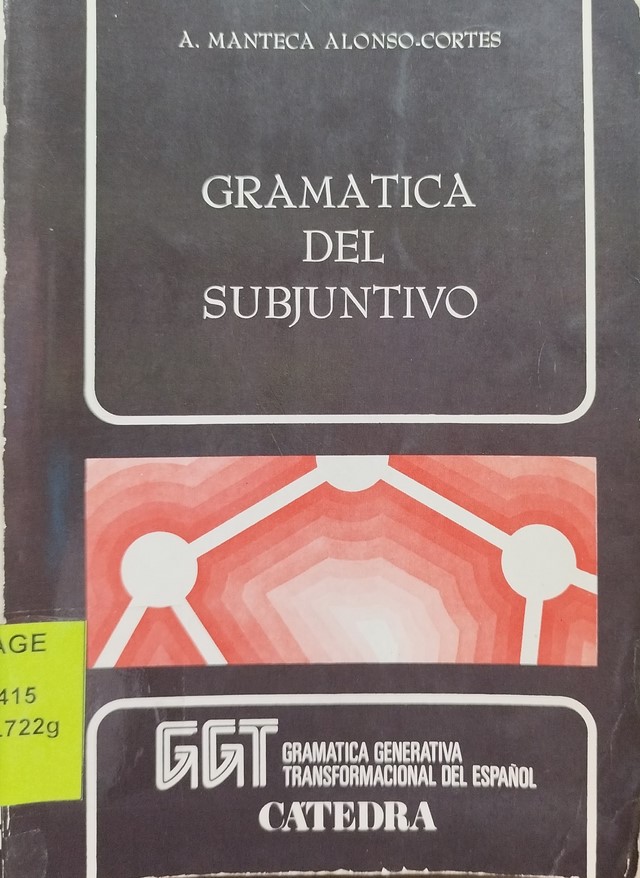 A. MANTECA ALONSO-CORTES
GRAMATICA
DEL
SUBJUNTIVO
AGE
415
.722g
GGT
GRAMATICA GENERATIVA
TRANSFORMACIONAL DEL ESPAÑOL
CATEDRA